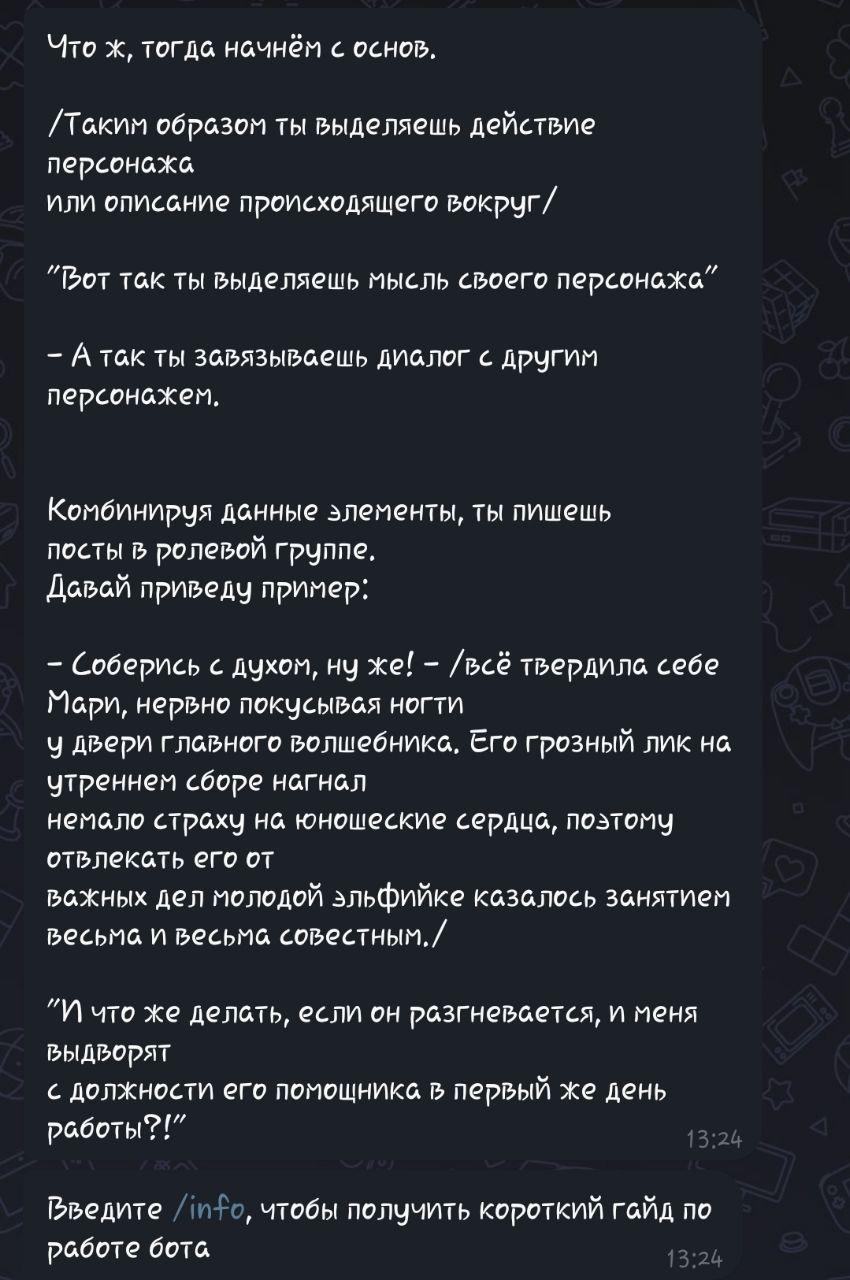 Что ж, тогда начнём с основ.
/Таким образом ты выделяешь действие
персонажа
или описание происходящего вокруг/
"Вот так ты выделяешь мысль своего персонажа"
– А так ты завязываешь диалог с другим
персонажем.
Комбинируя данные элементы, ты пишешь
посты в ролевой группе.
Давай приведу пример:
– Соберись с духом, ну же! – /всё твердила себе
Мари, нервно покусывая ногти
у двери главного волшебника. Его грозный лик на
утреннем сборе нагнал
немало страху на юношеские сердца, поэтому
отвлекать его от
важных дел молодой эльфийке казалось занятием
весьма и весьма совестным./
"И что же делать, если он разгневается, и меня
выдворят
с должности его помощника в первый же день
работы?!"
13:24
Введите /info, чтобы получить короткий гайд по
работе бота
13:24